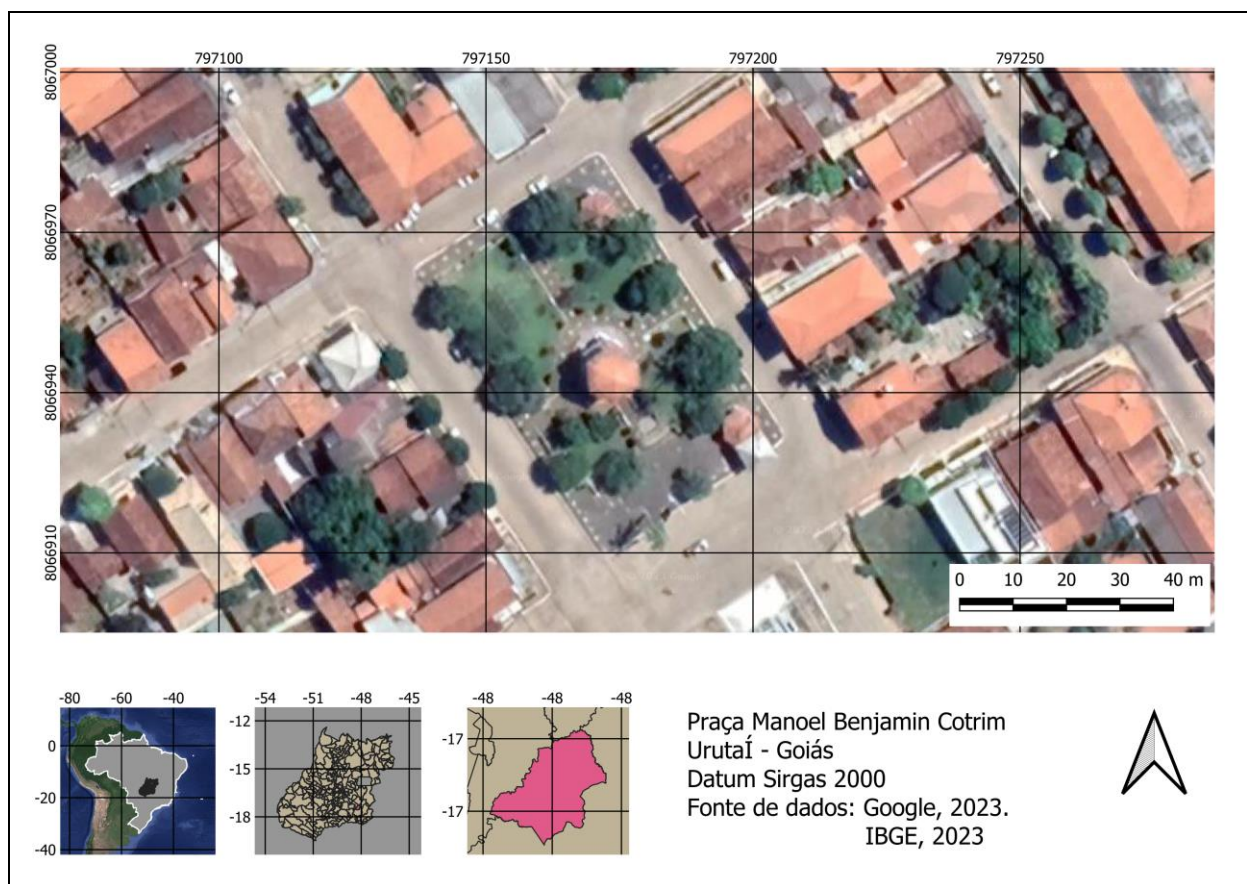 797100 797150 797200 797250
8067000
8066970
8066940
8066910
0 10 20 30 40 m
-80 -60 -40
0
-20
-40
-54 -51 -48 -45
-12
-15
-18
-48 -48 -48
-17
-17
Praça Manoel Benjamin Cotrim
UrutaÍ - Goiás
Datum Sirgas 2000
Fonte de dados: Google, 2023.
IBGE, 2023